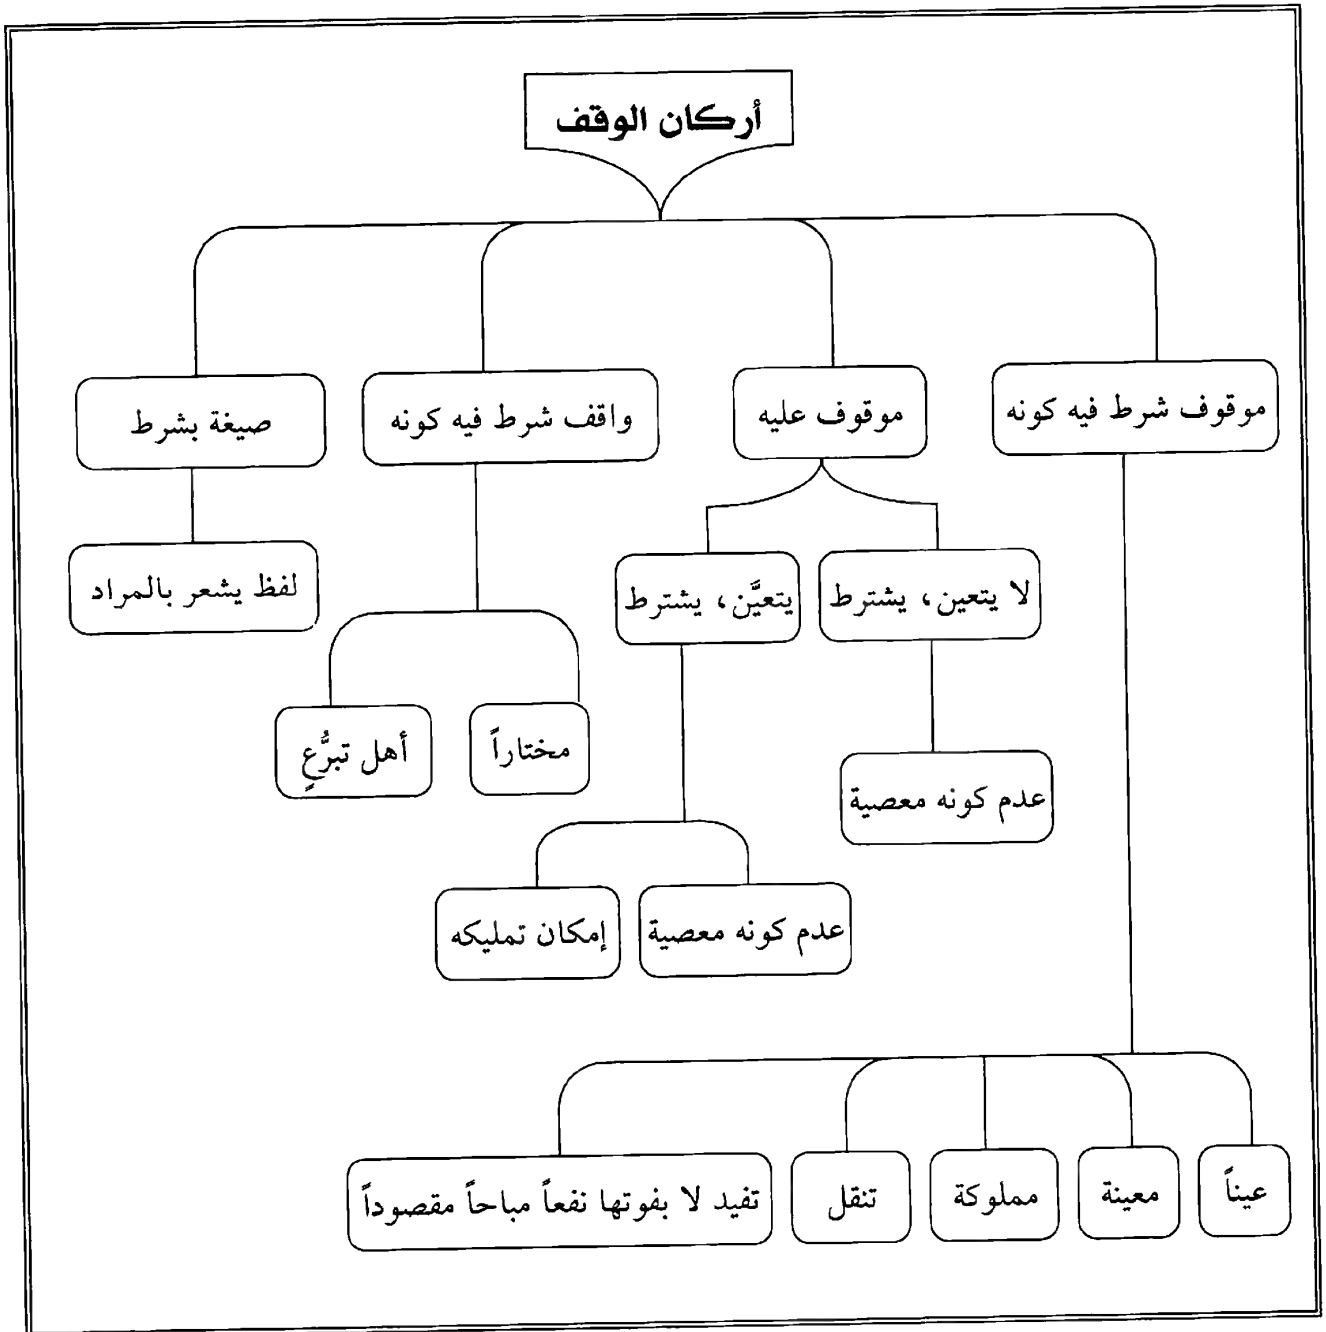 أركان الوقف
موقوف شرط فيه كونه
موقوف عليه
واقف شرط فيه كونه
صيغة بشرط
لا يتعين، يشترط
يتعيَّن، يشترط
لفظ يشعر بالمراد
مختاراً
أهل تبرُّعٍ
عدم كونه معصية
عدم كونه معصية
إمكان تمليكه
عيناً
معينة
مملوكة
تنقل
تفيد لا بفوتها نفعاً مباحاً مقصوداً